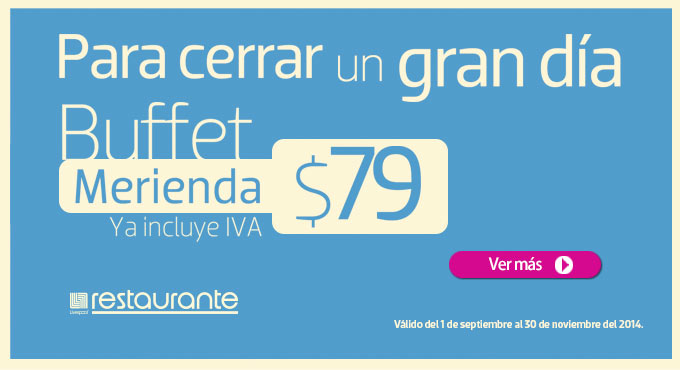 Para cerrar un gran día
Buffet
Merienda $79
Ya incluye IVA
Ver más
Liverpool restaurante
Válido del 1 de septiembre al 30 de noviembre del 2014.